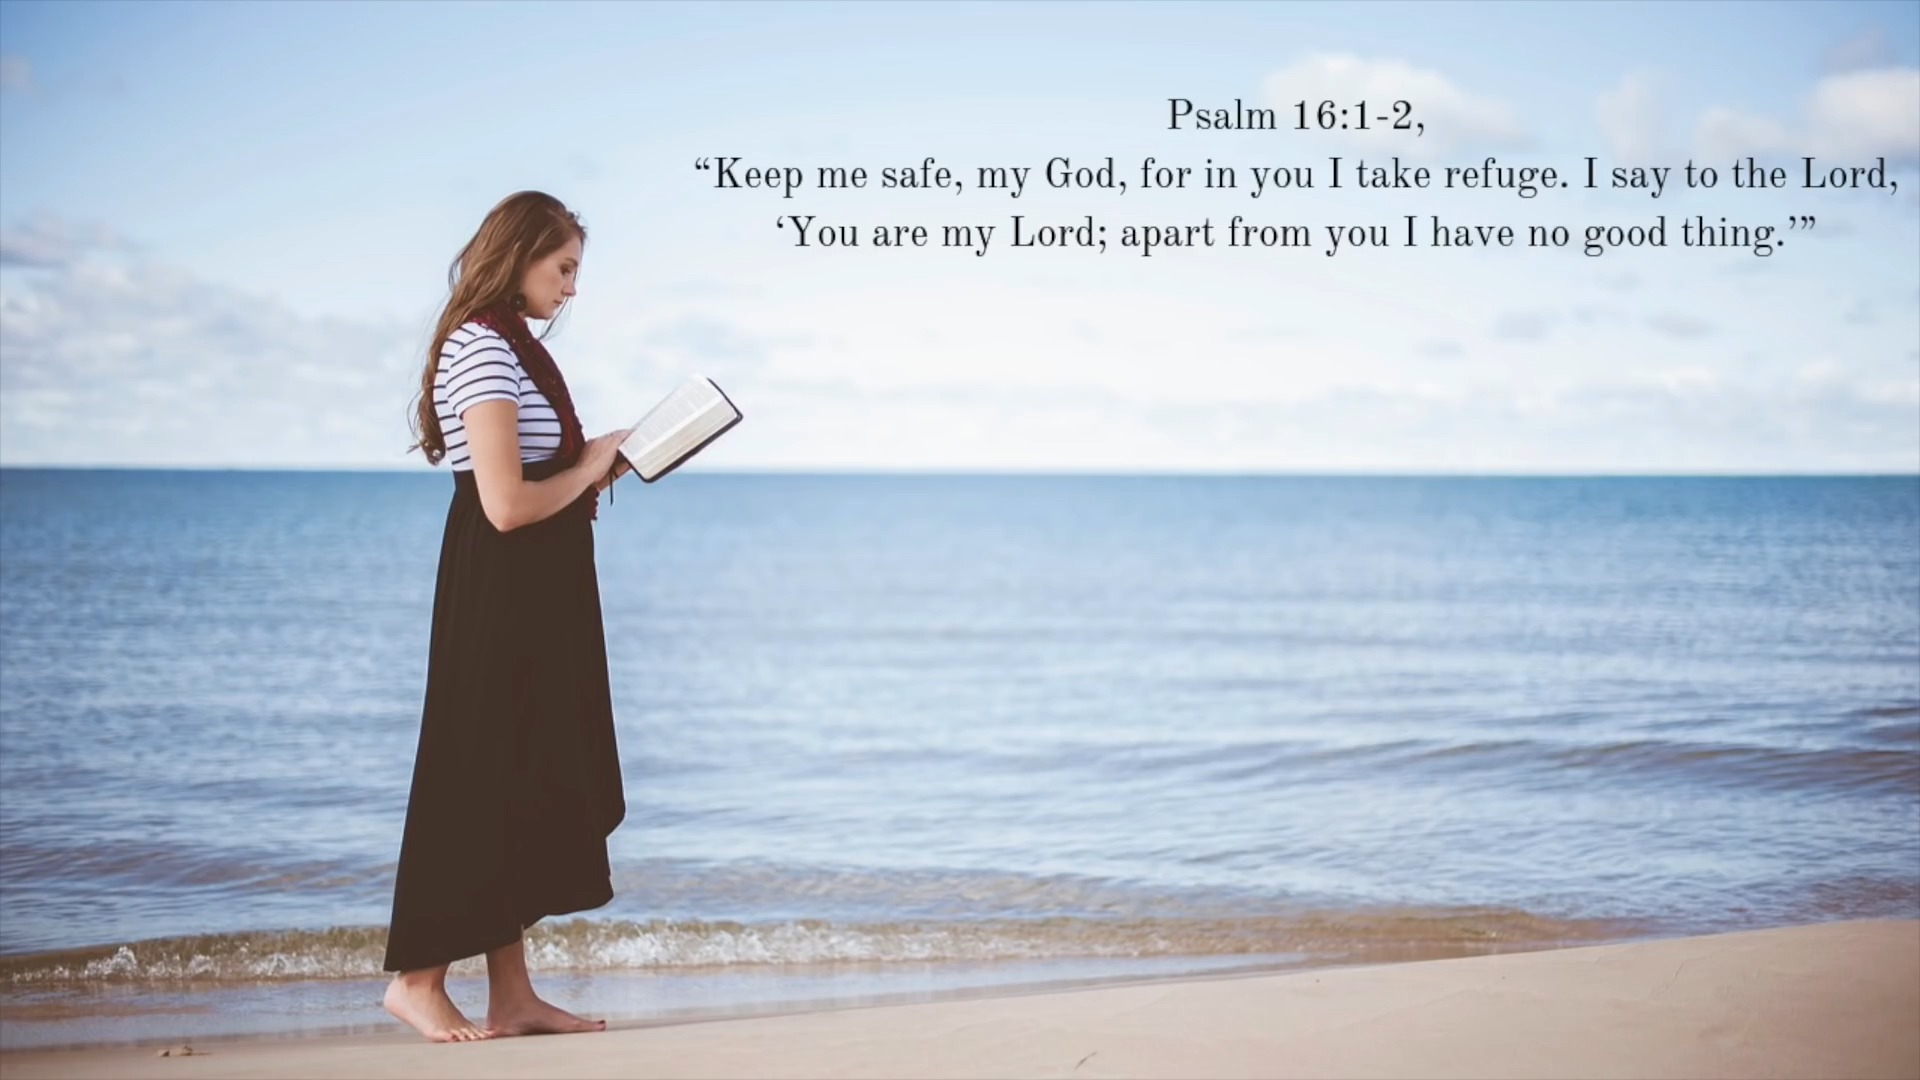 Psalm 16:1-2,
“Keep me safe, my God, for in you I take refuge. I say to the Lord,
‘You are my Lord; apart from you I have no good thing.’”